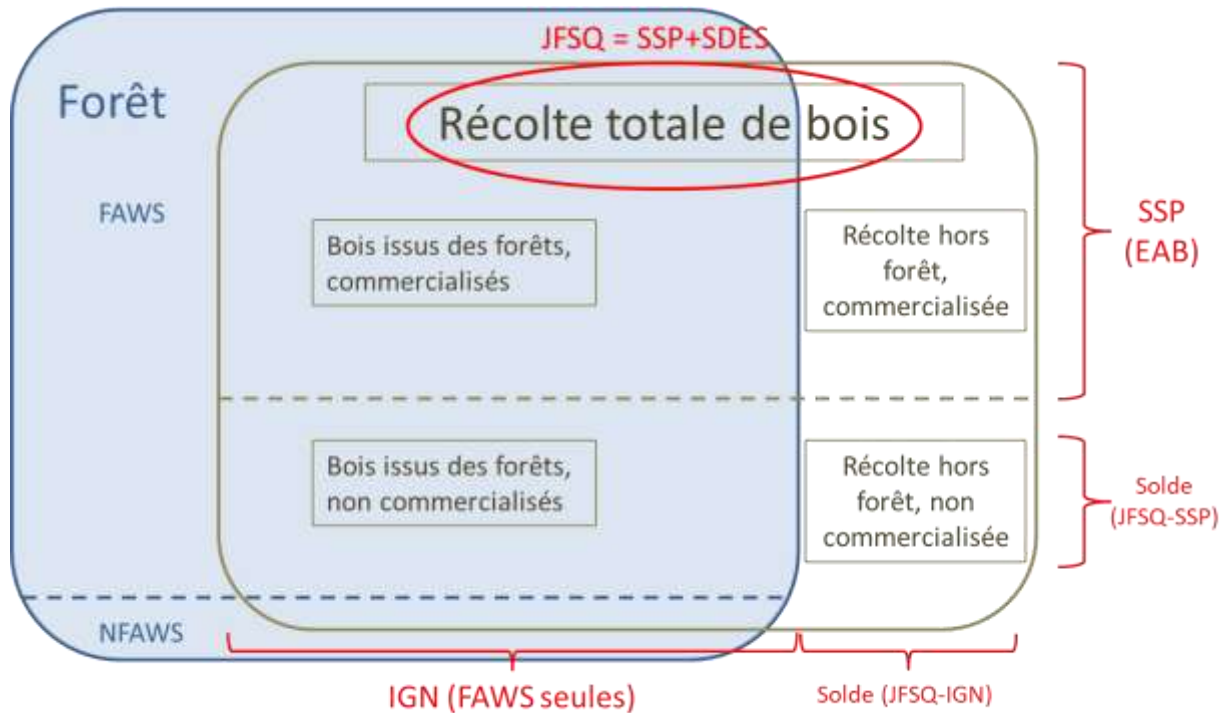 JFSQ = SSP+SDES
Forêt
Récolte totale de bois
FAWS
Bois issus des forêts,
commercialisés
Récolte hors
forêt,
commercialisée
SSP
(EAB)
Bois issus des forêts,
non commercialisés
Récolte hors
forêt, non
commercialisée
Solde
(JFSQ-SSP)
NFAWS
IGN (FAWS seules)
Solde (JFSQ-IGN)